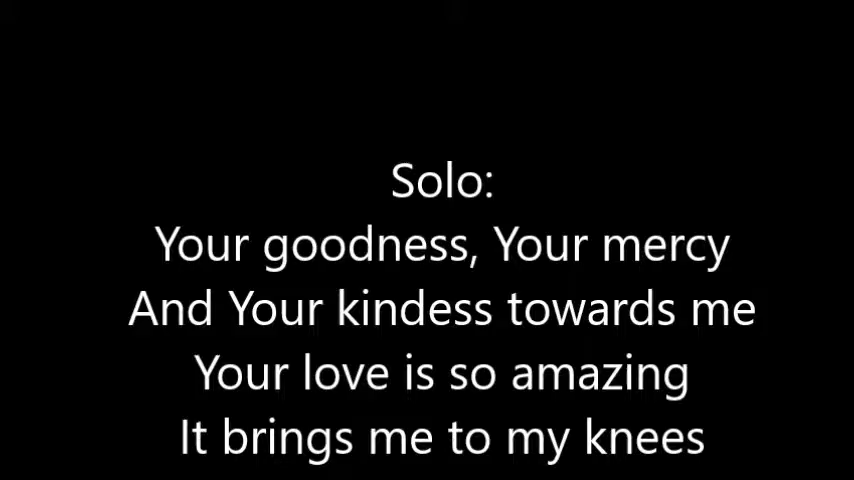 Solo:
Your goodness, Your mercy
And Your kindess towards me
Your love is so amazing
It brings me to my knees